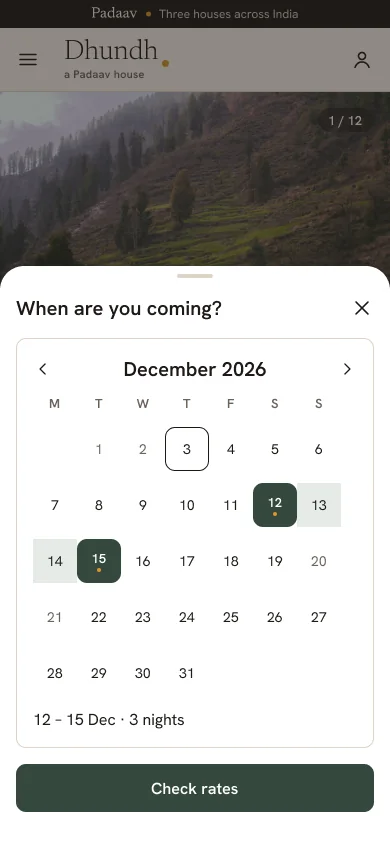 Padaav • Three houses across India
Dhundh
a Padaav house
1 / 12
When are you coming?
December 2026
M T W T F S S
1 2 3 4 5 6
7 8 9 10 11 12 13
14 15 16 17 18 19 20
21 22 23 24 25 26 27
28 29 30 31
12 – 15 Dec · 3 nights
Check rates